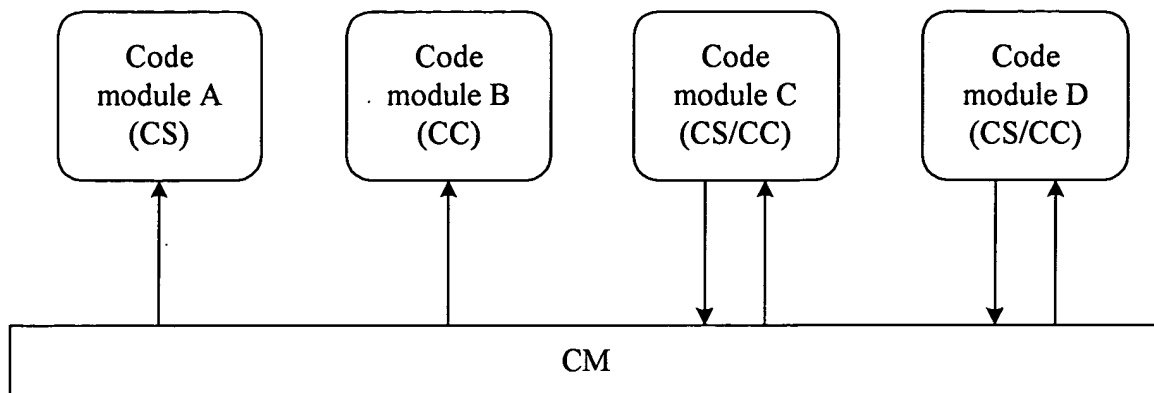 Code
module A
(CS)
Code
module B
(CC)
Code
module C
(CS/CC)
Code
module D
(CS/CC)
CM